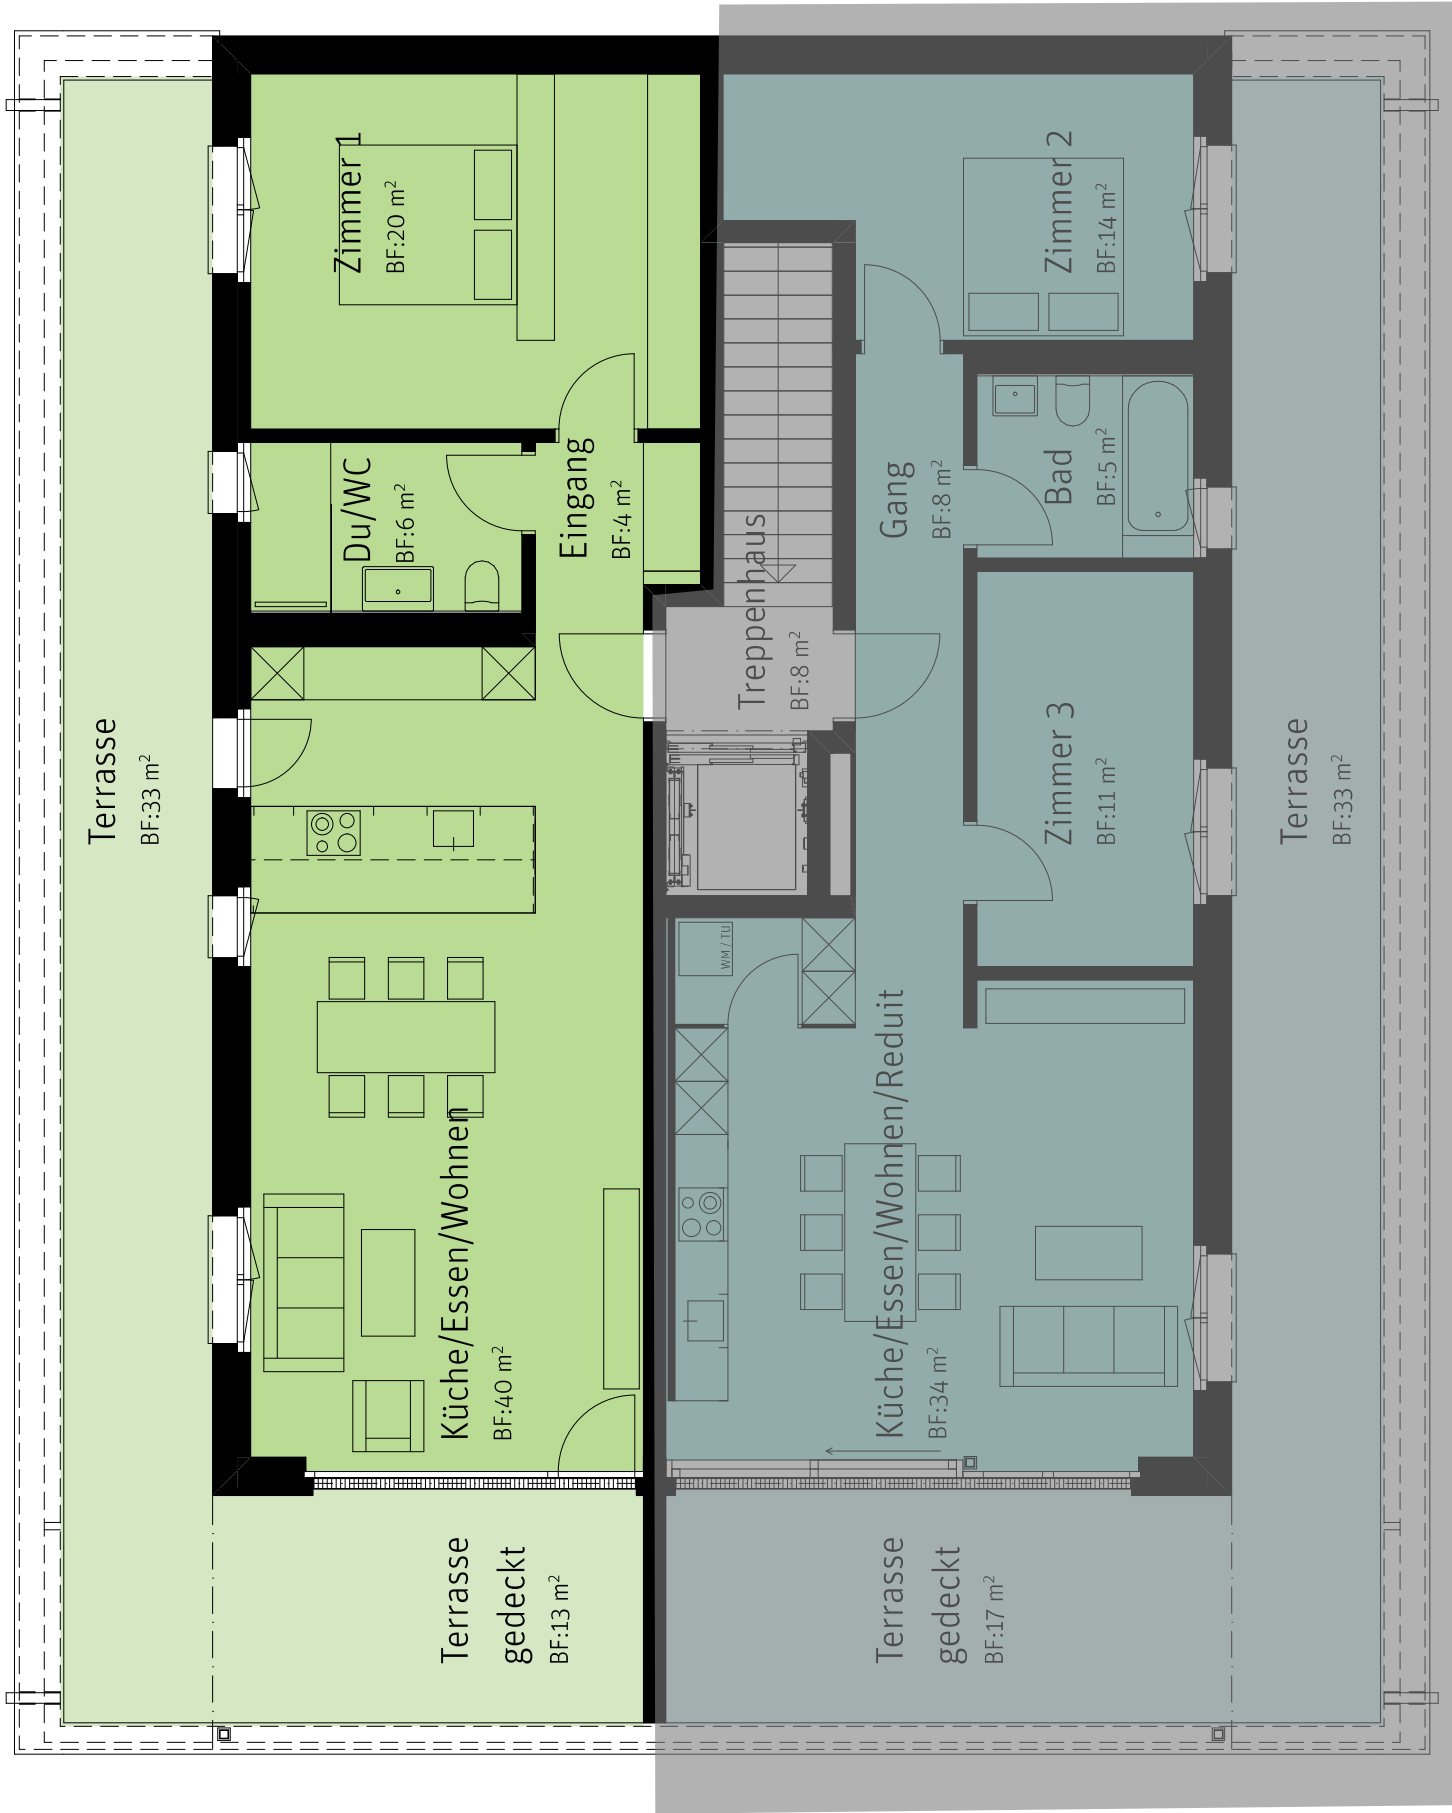 Zimmer 1
BF:20 m²
Zimmer 2
BF:14 m²
Du/WC
BF:6 m²
Eingang
BF:4 m²
Treppenhaus
BF:8 m²
Gang
BF:8 m²
Bad
BF:5 m²
Terrasse
BF:33 m²
Zimmer 3
BF:11 m²
Terrasse
BF:33 m²
WM / TU
Küche/Essen/Wohnen
BF:40 m²
Küche/Essen/Wohnen/Reduit
BF:34 m²
Terrasse
gedeckt
BF:13 m²
Terrasse
gedeckt
BF:17 m²